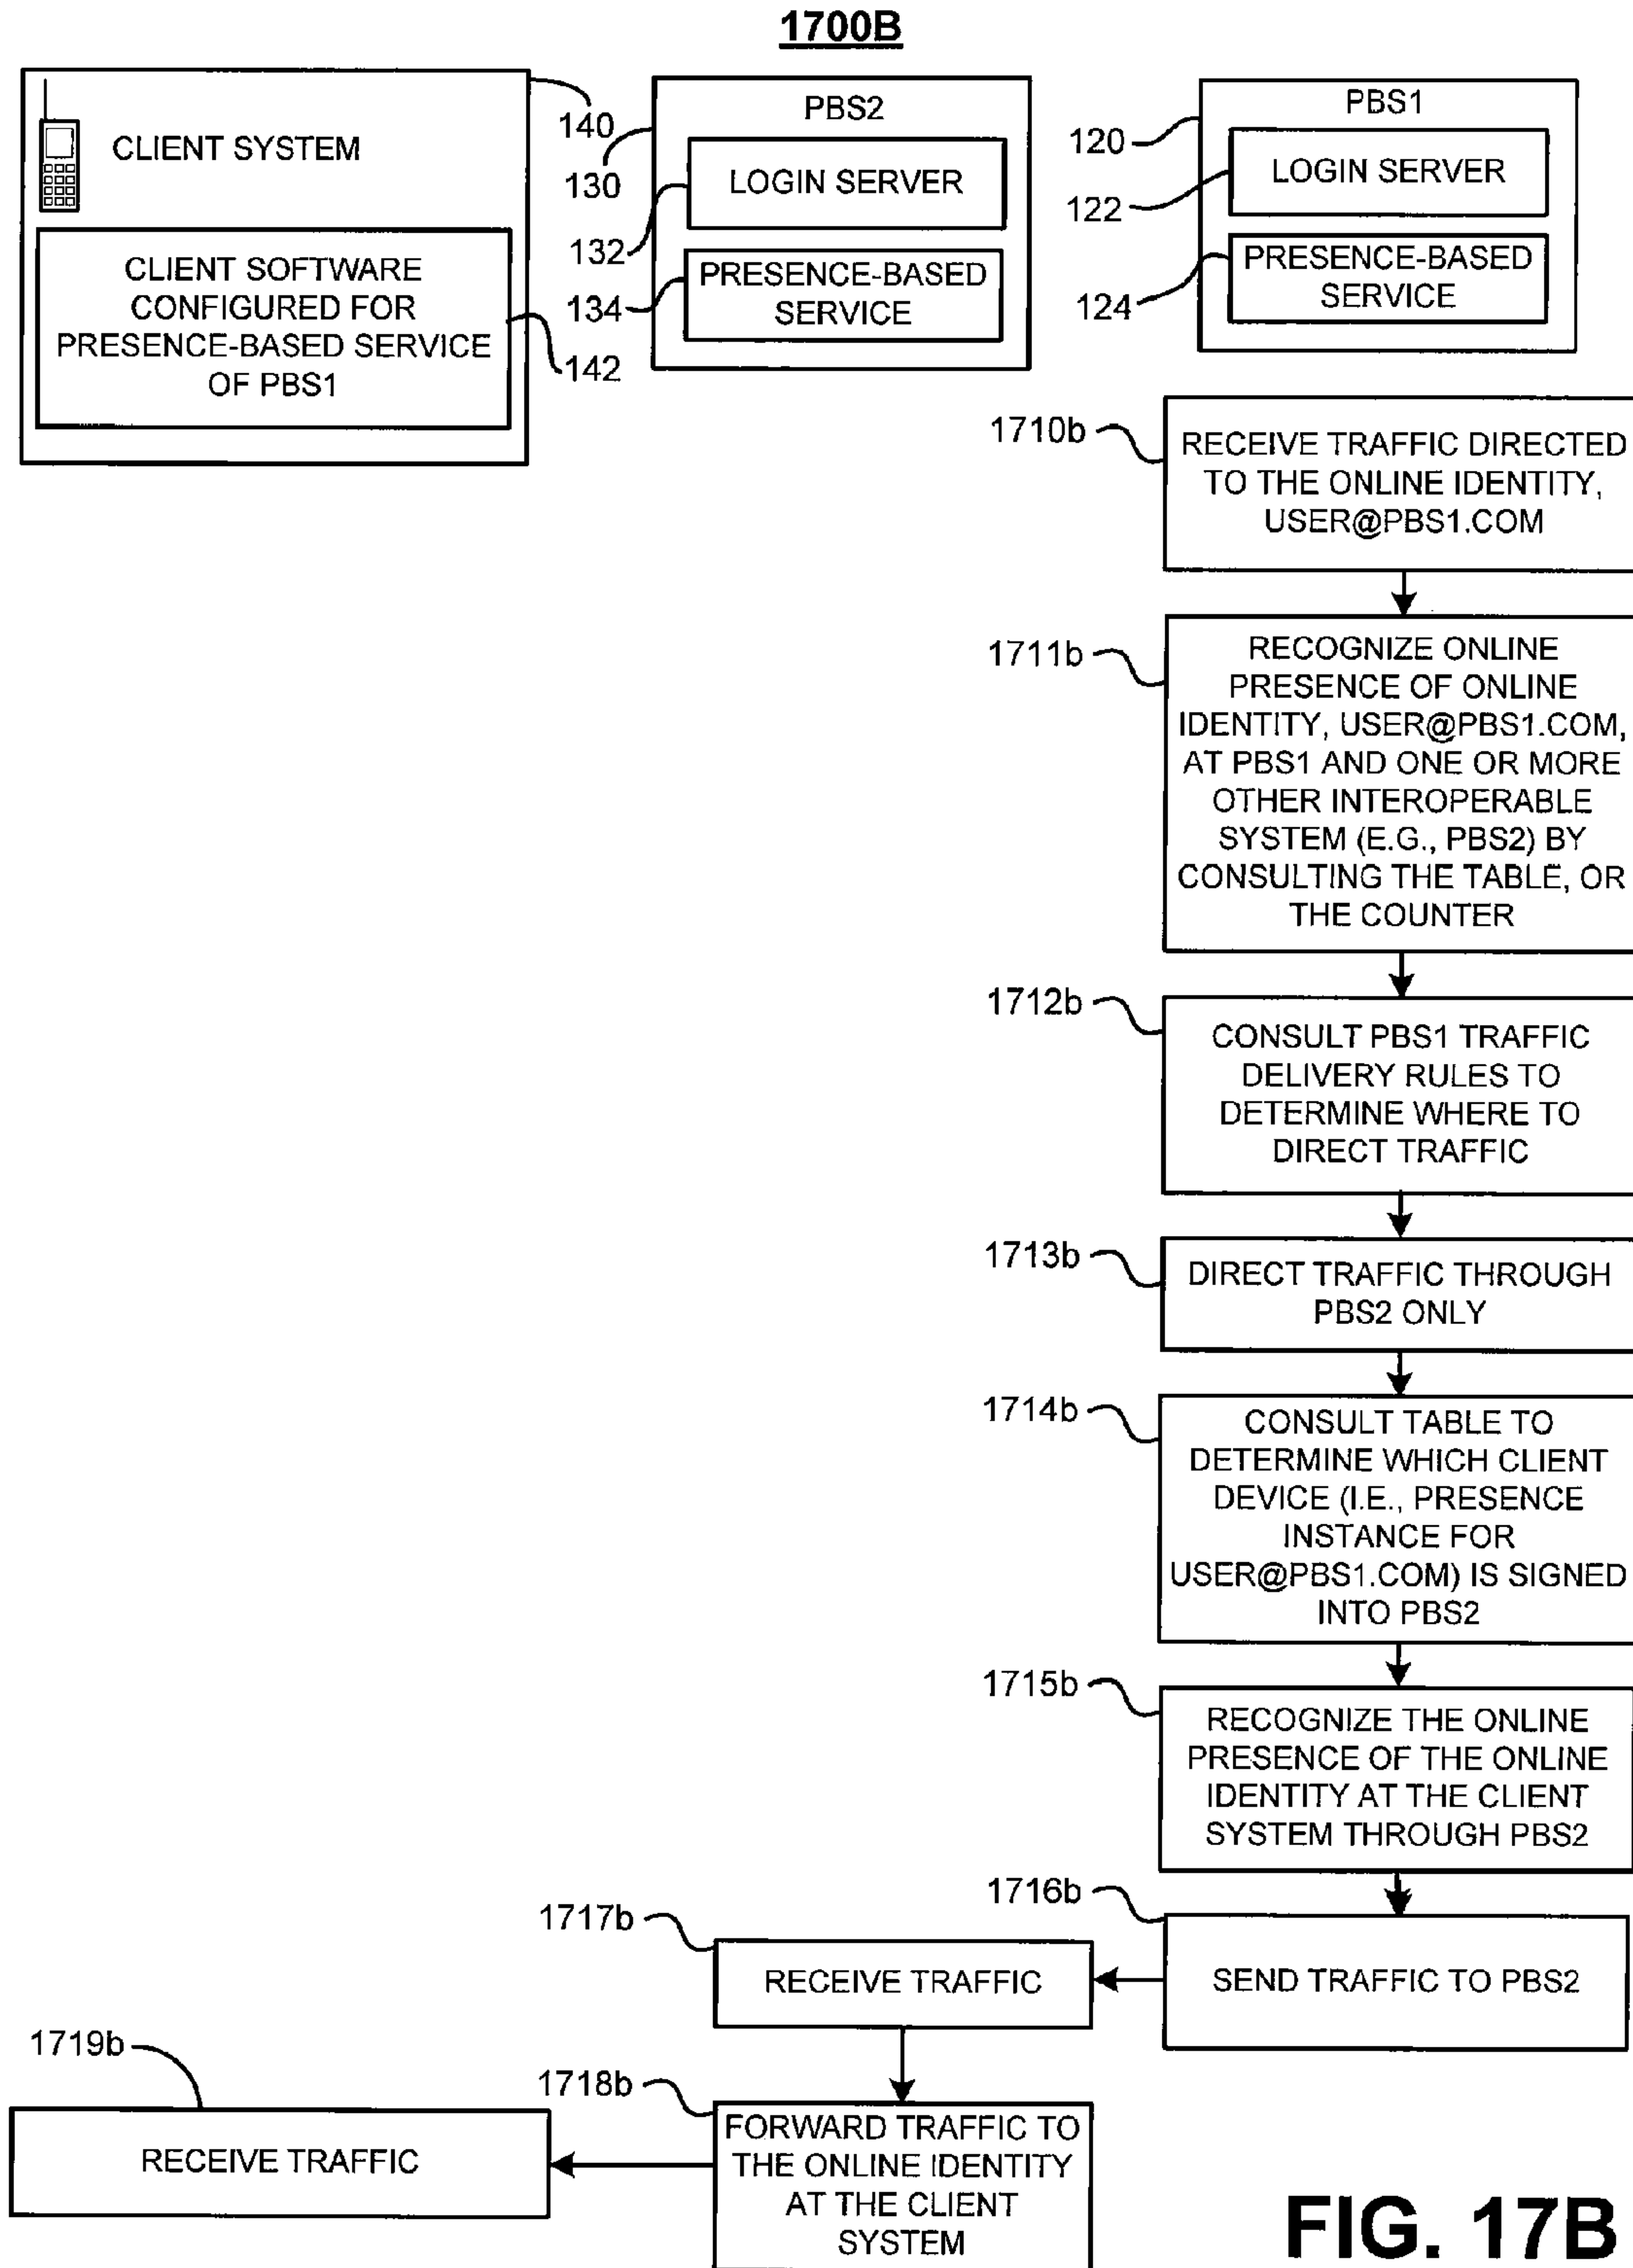 1700B
CLIENT SYSTEM
CLIENT SOFTWARE
CONFIGURED FOR
PRESENCE-BASED SERVICE
OF PBS1
140
142
PBS2
LOGIN SERVER
PRESENCE-BASED
SERVICE
130
132
134
PBS1
LOGIN SERVER
PRESENCE-BASED
SERVICE
120
122
124
1710b
RECEIVE TRAFFIC DIRECTED
TO THE ONLINE IDENTITY,
USER@PBS1.COM
1711b
RECOGNIZE ONLINE
PRESENCE OF ONLINE
IDENTITY, USER@PBS1.COM,
AT PBS1 AND ONE OR MORE
OTHER INTEROPERABLE
SYSTEM (E.G., PBS2) BY
CONSULTING THE TABLE, OR
THE COUNTER
1712b
CONSULT PBS1 TRAFFIC
DELIVERY RULES TO
DETERMINE WHERE TO
DIRECT TRAFFIC
1713b
DIRECT TRAFFIC THROUGH
PBS2 ONLY
1714b
CONSULT TABLE TO
DETERMINE WHICH CLIENT
DEVICE (I.E., PRESENCE
INSTANCE FOR
USER@PBS1.COM) IS SIGNED
INTO PBS2
1715b
RECOGNIZE THE ONLINE
PRESENCE OF THE ONLINE
IDENTITY AT THE CLIENT
SYSTEM THROUGH PBS2
1716b
SEND TRAFFIC TO PBS2
1717b
RECEIVE TRAFFIC
1718b
FORWARD TRAFFIC TO
THE ONLINE IDENTITY
AT THE CLIENT
SYSTEM
1719b
RECEIVE TRAFFIC
FIG. 17B